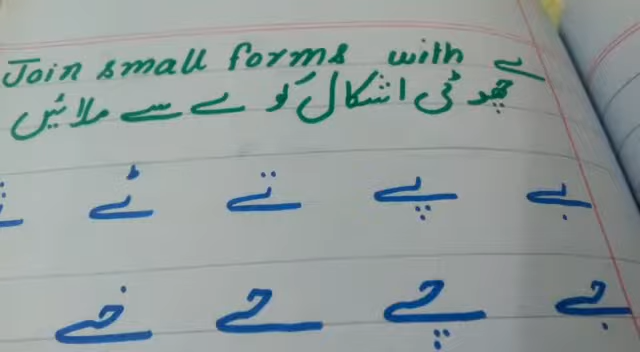 Join small forms with ے
چھوٹی اشکال کو ے سے ملائیں
بے پے تے ٹے
جے چے حے خے